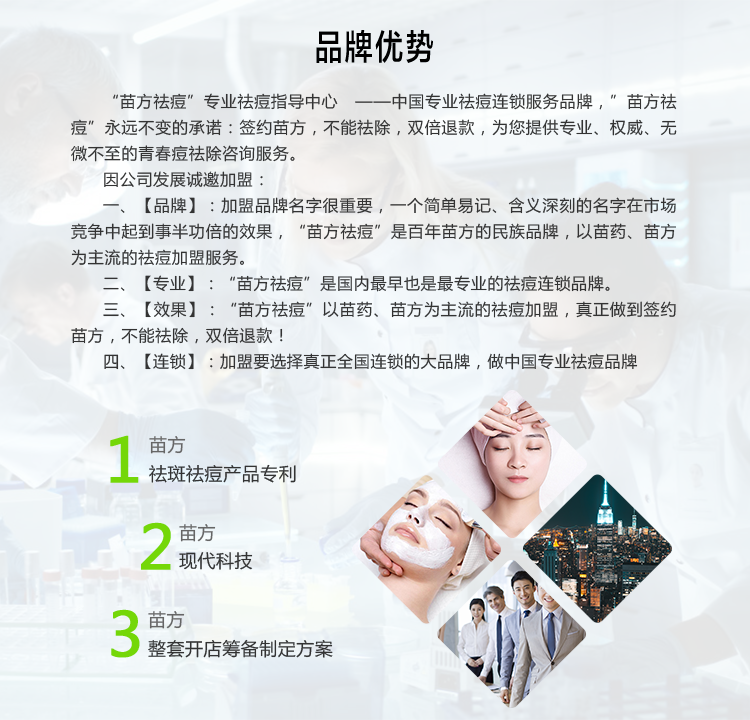 品牌优势
“苗方祛痘”专业祛痘指导中心　——中国专业祛痘连锁服务品牌，”苗方祛
痘”永远不变的承诺：签约苗方，不能祛除，双倍退款，为您提供专业、权威、无
微不至的青春痘祛除咨询服务。
因公司发展诚邀加盟：
一、【品牌】：加盟品牌名字很重要，一个简单易记、含义深刻的名字在市场
竞争中起到事半功倍的效果，“苗方祛痘”是百年苗方的民族品牌，以苗药、苗方
为主流的祛痘加盟服务。
二、【专业】：“苗方祛痘”是国内最早也是最专业的祛痘连锁品牌。
三、【效果】：“苗方祛痘”以苗药、苗方为主流的祛痘加盟，真正做到签约
苗方，不能祛除，双倍退款！
四、【连锁】：加盟要选择真正全国连锁的大品牌，做中国专业祛痘品牌
1 苗方
祛斑祛痘产品专利
2 苗方
现代科技
3 苗方
整套开店筹备制定方案